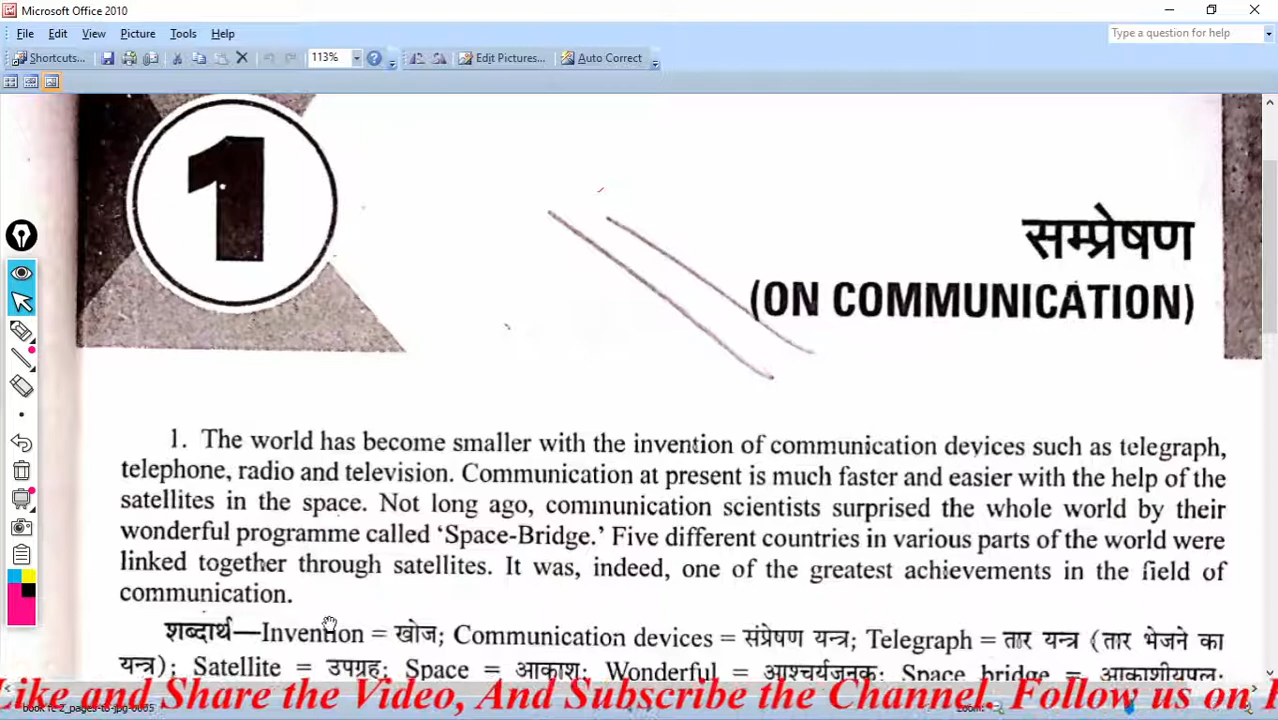 Microsoft Office 2010
File Edit View Picture Tools Help
Type a question for help
Shortcuts... 113% Edit Pictures... Auto Correct
1
सम्प्रेषण
(ON COMMUNICATION)
1. The world has become smaller with the invention of communication devices such as telegraph,
telephone, radio and television. Communication at present is much faster and easier with the help of the
satellites in the space. Not long ago, communication scientists surprised the whole world by their
wonderful programme called ‘Space-Bridge.’ Five different countries in various parts of the world were
linked together through satellites. It was, indeed, one of the greatest achievements in the field of
communication.
शब्दार्थ—Invention = खोज; Communication devices = संप्रेषण यन्त्र; Telegraph = तार यन्त्र (तार भेजने का
यन्त्र); Satellite = उपग्रह; Space = आकाश; Wonderful = आश्चर्यजनक; Space bridge = आकाशीयपुल;
Like and Share the Video, And Subscribe the Channel. Follow us on
Zoom: